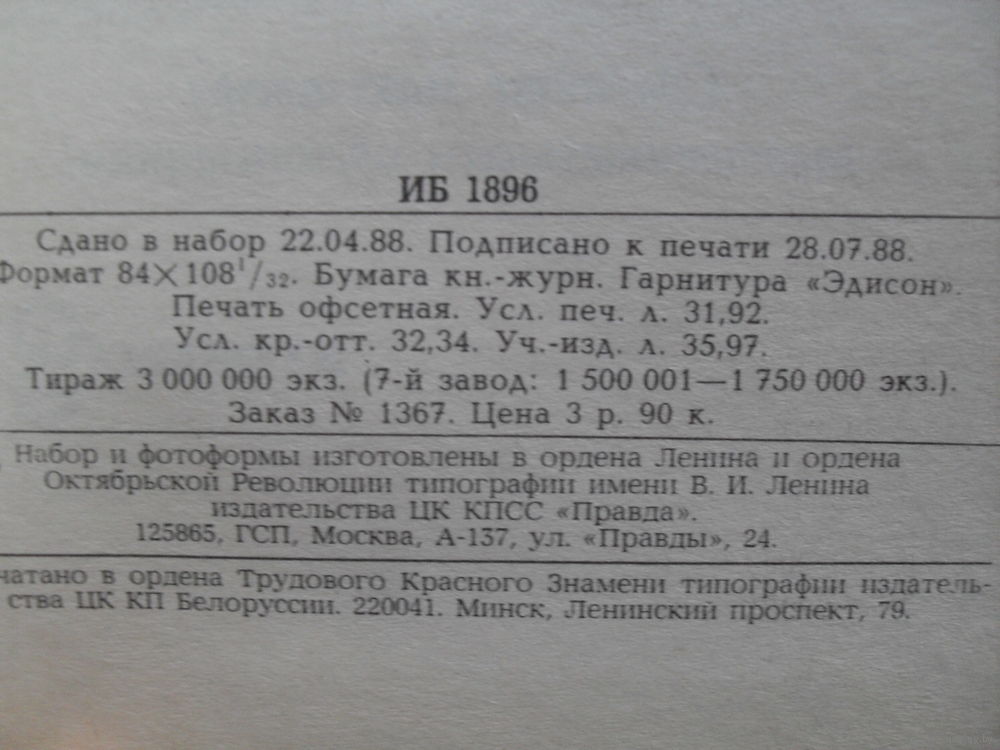 ИБ 1896
Сдано в набор 22.04.88. Подписано к печати 28.07.88.
Формат 84×108¹/₃₂. Бумага кн.-журн. Гарнитура «Эдисон».
Печать офсетная. Усл. печ. л. 31,92.
Усл. кр.-отт. 32,34. Уч.-изд. л. 35,97.
Тираж 3 000 000 экз. (7-й завод: 1 500 001—1 750 000 экз.).
Заказ № 1367. Цена 3 р. 90 к.
Набор и фотоформы изготовлены в ордена Ленина и ордена
Октябрьской Революции типографии имени В. И. Ленина
издательства ЦК КПСС «Правда».
125865, ГСП, Москва, А-137, ул. «Правды», 24.
чатано в ордена Трудового Красного Знамени типографии издатель-
ства ЦК КП Белоруссии. 220041. Минск, Ленинский проспект, 79.